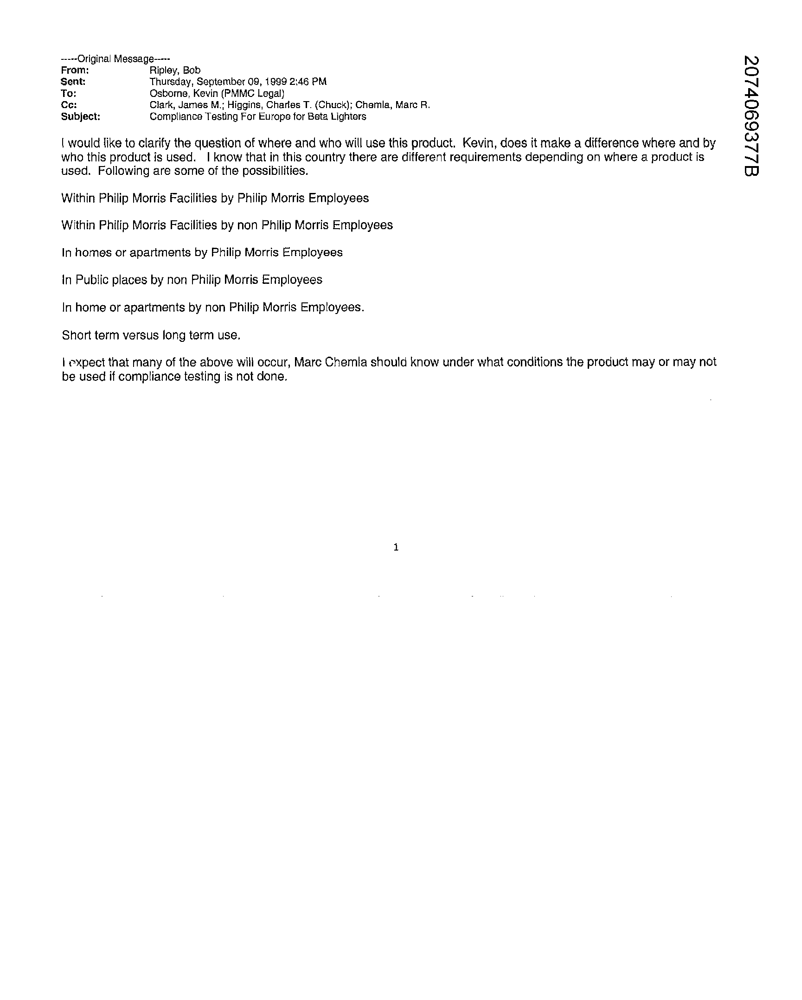 -----Original Message-----
From: Ripley, Bob
Sent: Thursday, September 09, 1999 2:46 PM
To: Osborne, Kevin (PMMC Legal)
Cc: Clark, James M.; Higgins, Charles T. (Chuck); Chemla, Marc R.
Subject: Compliance Testing For Europe for Beta Lighters
I would like to clarify the question of where and who will use this product. Kevin, does it make a difference where and by
who this product is used. I know that in this country there are different requirements depending on where a product is
used. Following are some of the possibilities.
Within Philip Morris Facilities by Philip Morris Employees
Within Philip Morris Facilities by non Philip Morris Employees
In homes or apartments by Philip Morris Employees
In Public places by non Philip Morris Employees
In home or apartments by non Philip Morris Employees.
Short term versus long term use.
I expect that many of the above will occur, Marc Chemla should know under what conditions the product may or may not
be used if compliance testing is not done.
1
2074069377B